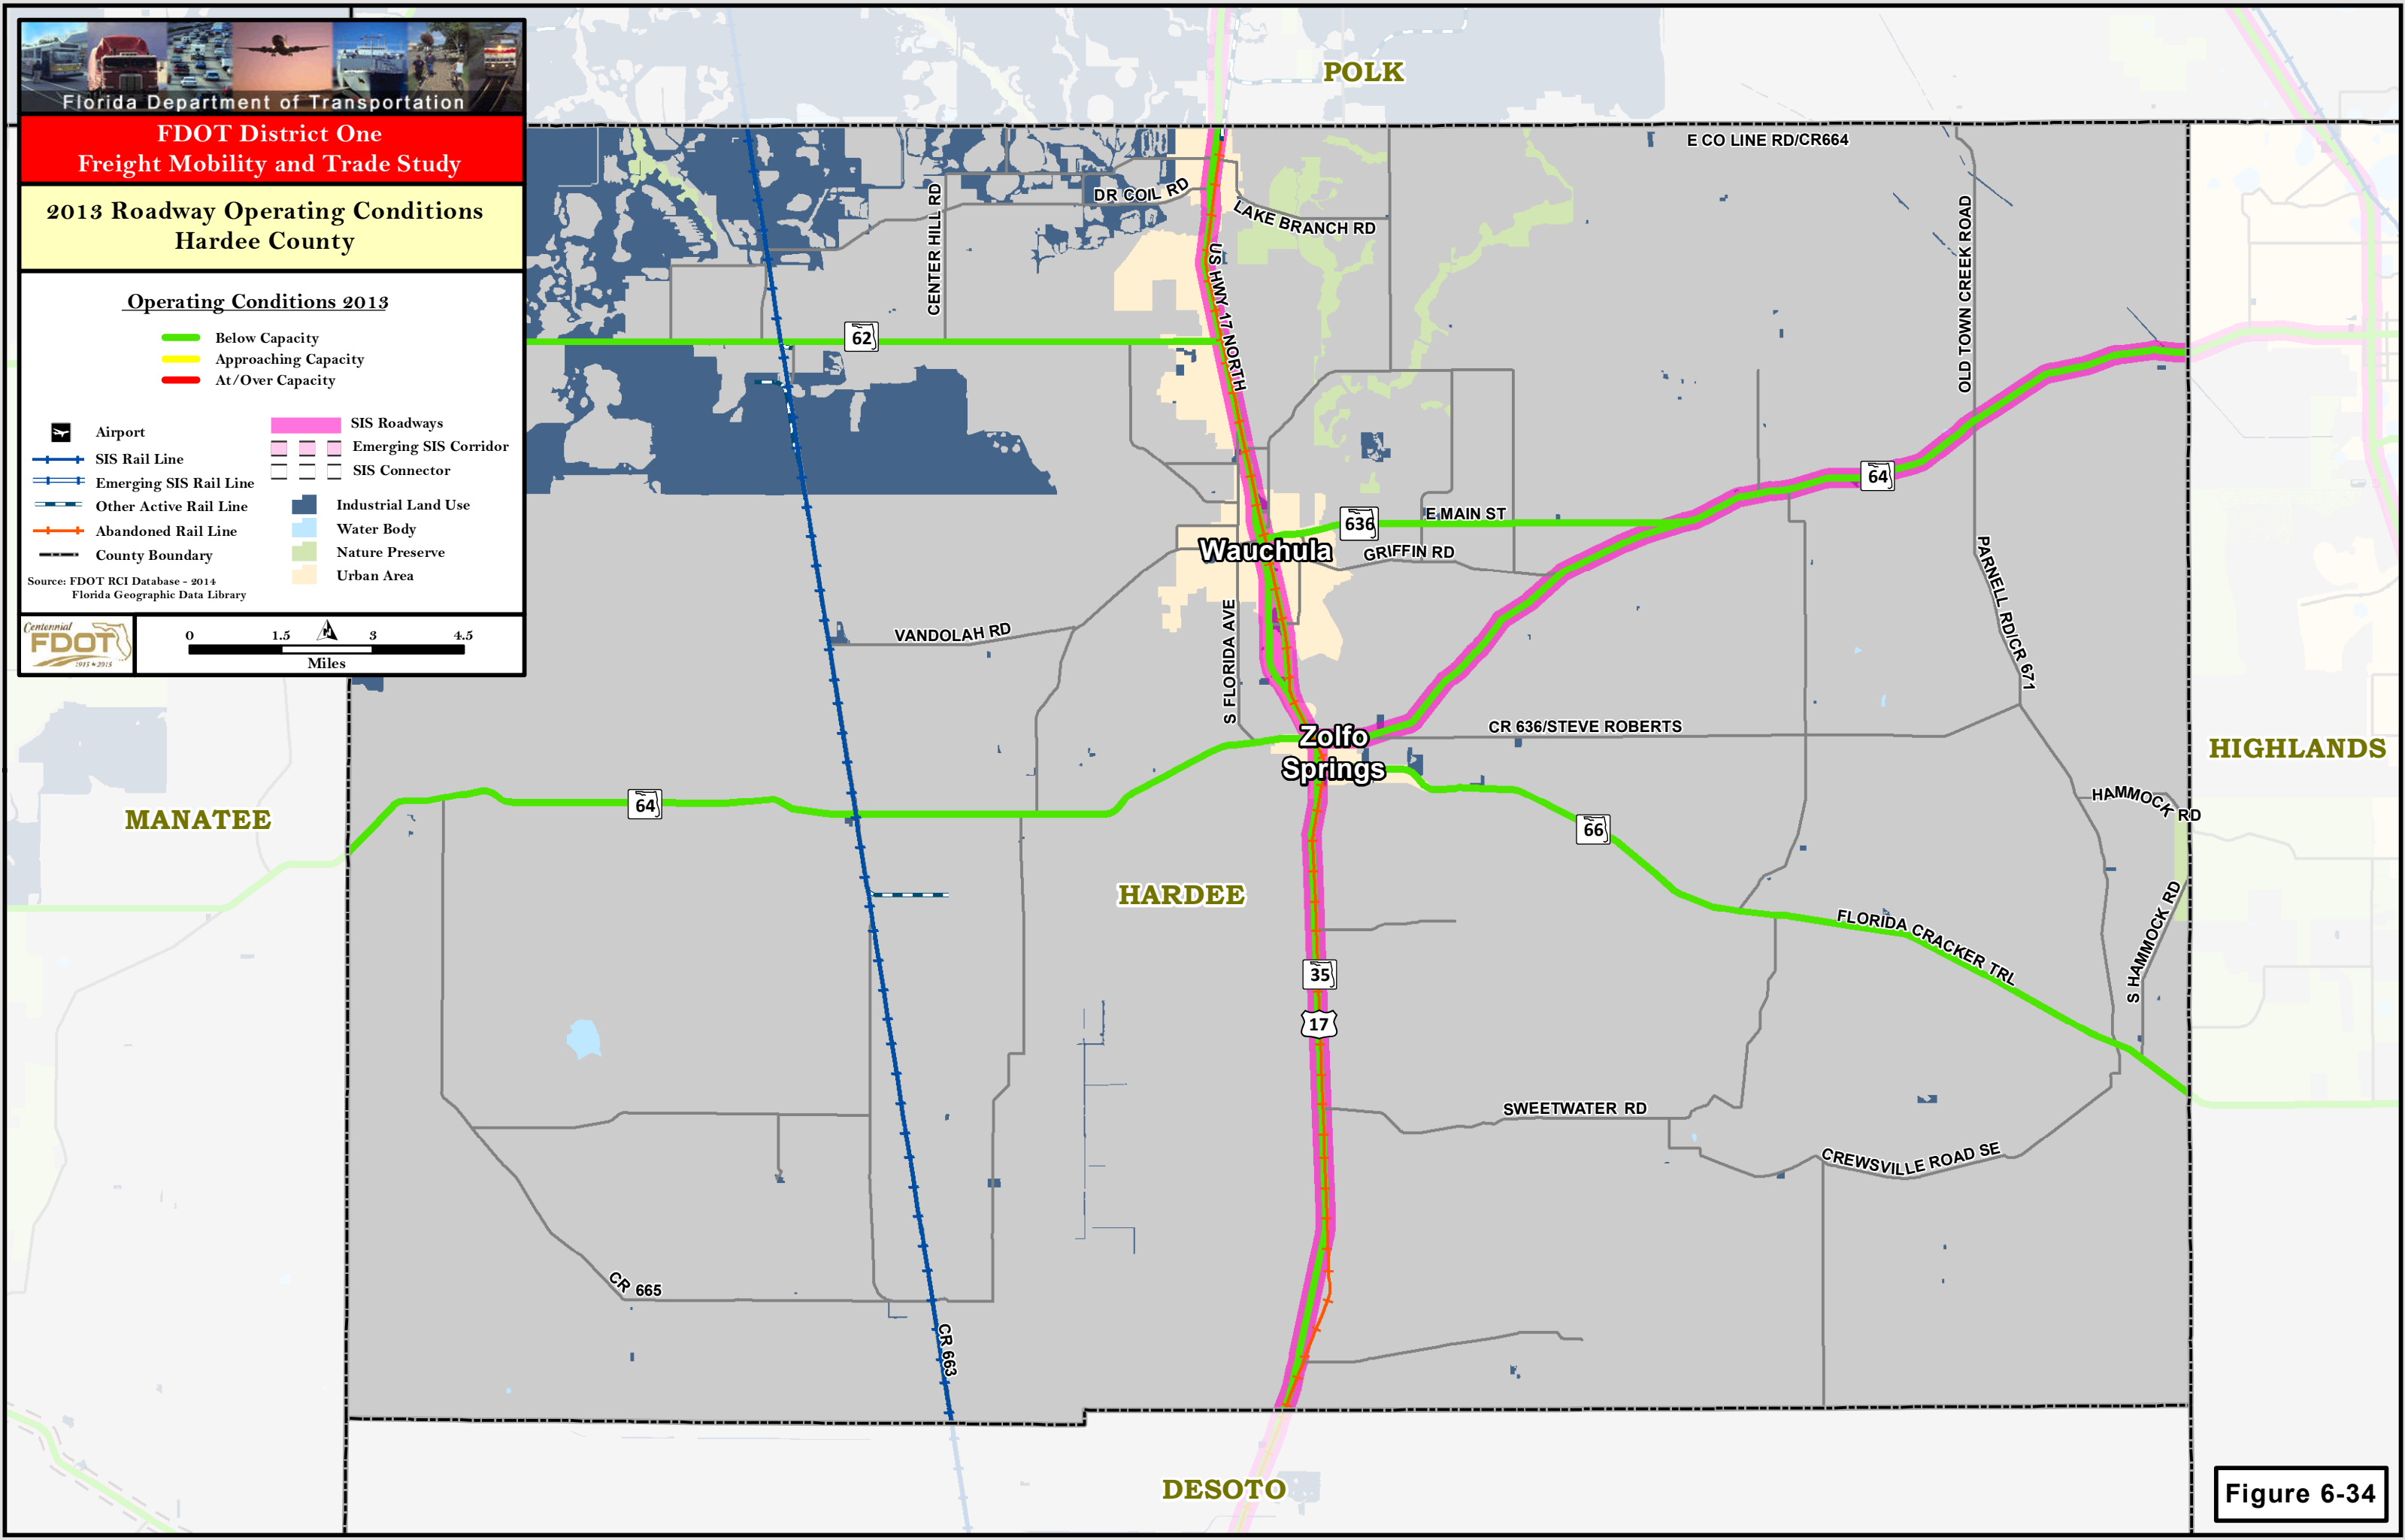 Florida Department of Transportation
FDOT District One
Freight Mobility and Trade Study
2013 Roadway Operating Conditions
Hardee County
Operating Conditions 2013
Below Capacity
Approaching Capacity
At/Over Capacity
Airport
SIS Rail Line
Emerging SIS Rail Line
Other Active Rail Line
Abandoned Rail Line
County Boundary
SIS Roadways
Emerging SIS Corridor
SIS Connector
Industrial Land Use
Water Body
Nature Preserve
Urban Area
Source: FDOT RCI Database - 2014
Florida Geographic Data Library
Centennial
FDOT
1915 ★ 2015
0 1.5 3 4.5
Miles
POLK
E CO LINE RD/CR664
DR COIL RD
LAKE BRANCH RD
CENTER HILL RD
US HWY 17 NORTH
OLD TOWN CREEK ROAD
62
64
636
E MAIN ST
Wauchula
GRIFFIN RD
PARNELL RD/CR 671
VANDOLAH RD
S FLORIDA AVE
Zolfo
Springs
CR 636/STEVE ROBERTS
HIGHLANDS
MANATEE
64
66
HAMMOCK RD
HARDEE
FLORIDA CRACKER TRL
S HAMMOCK RD
35
17
SWEETWATER RD
CREWSVILLE ROAD SE
CR 665
CR 663
DESOTO
Figure 6-34